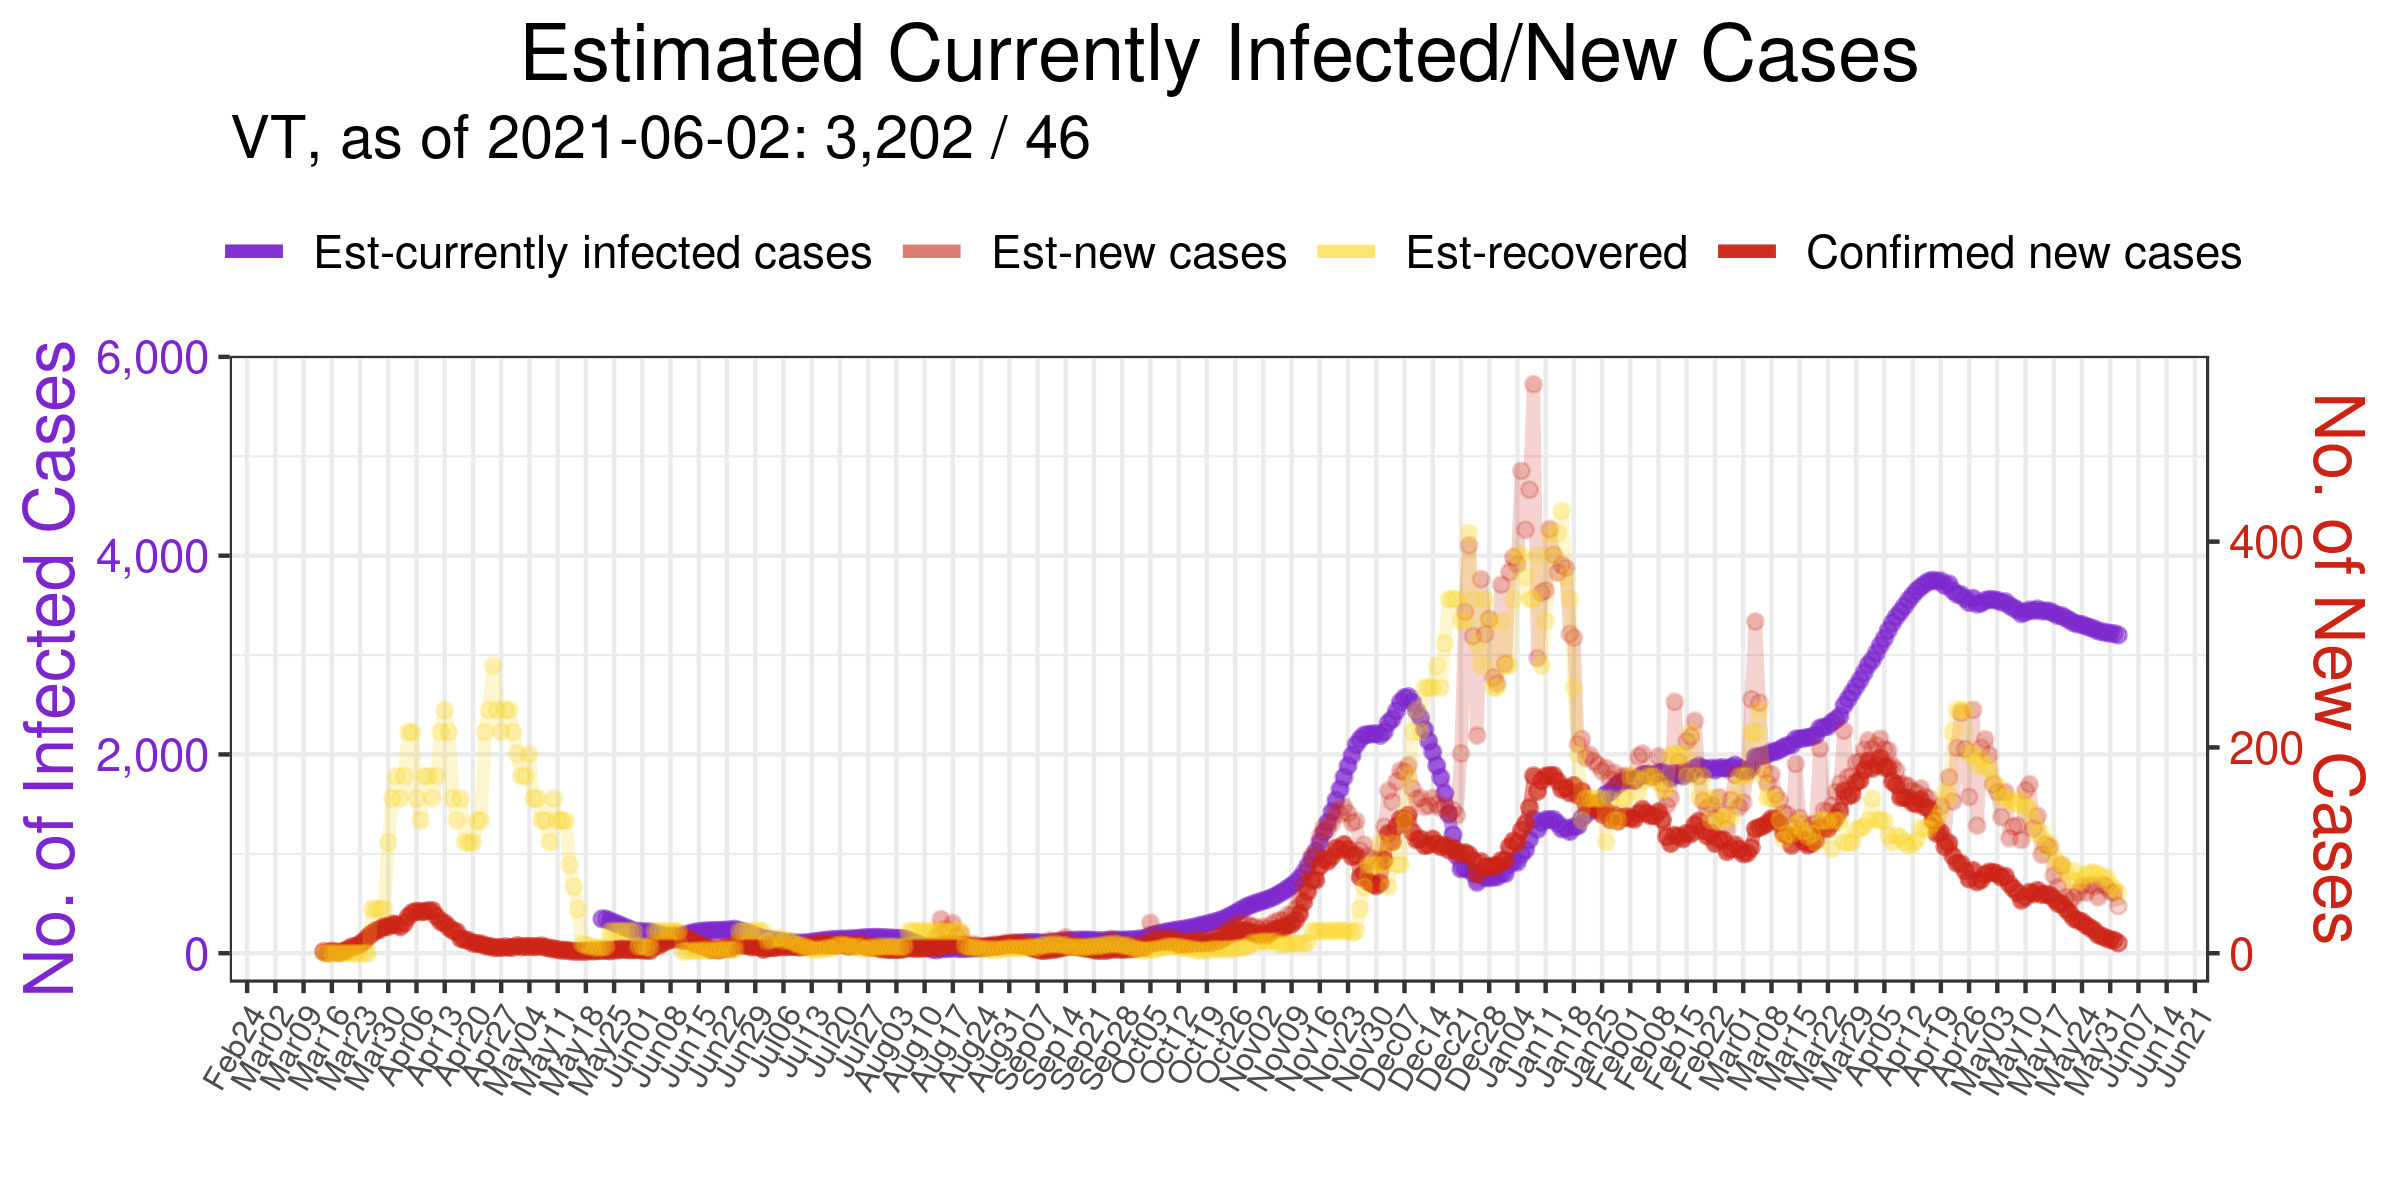 Estimated Currently Infected/New Cases
VT, as of 2021-06-02: 3,202 / 46
Est-currently infected cases Est-new cases Est-recovered Confirmed new cases
No. of Infected Cases
6,000
4,000
2,000
0
No. of New Cases
400
200
0
Feb24 Mar02 Mar09 Mar16 Mar23 Mar30 Apr06 Apr13 Apr20 Apr27 May04 May11 May18 May25 Jun01 Jun08 Jun15 Jun22 Jun29 Jul06 Jul13 Jul20 Jul27 Aug03 Aug10 Aug17 Aug24 Aug31 Sep07 Sep14 Sep21 Sep28 Oct05 Oct12 Oct19 Oct26 Nov02 Nov09 Nov16 Nov23 Nov30 Dec07 Dec14 Dec21 Dec28 Jan04 Jan11 Jan18 Jan25 Feb01 Feb08 Feb15 Feb22 Mar01 Mar08 Mar15 Mar22 Mar29 Apr05 Apr12 Apr19 Apr26 May03 May10 May17 May24 May31 Jun07 Jun14 Jun21